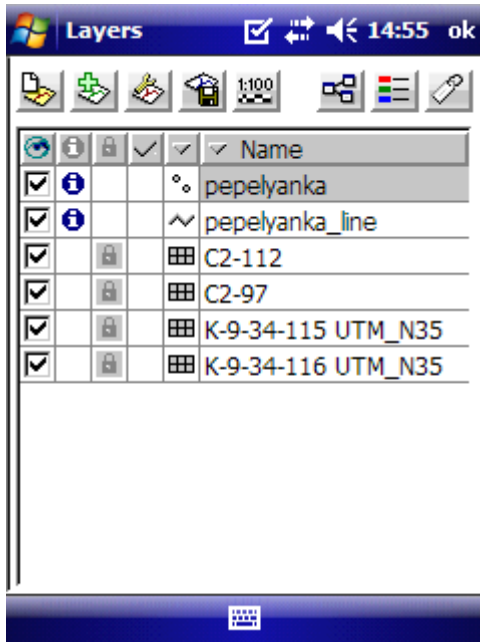 Layers 14:55 ok
1:100
Name
pepelyanka
pepelyanka_line
C2-112
C2-97
K-9-34-115 UTM_N35
K-9-34-116 UTM_N35